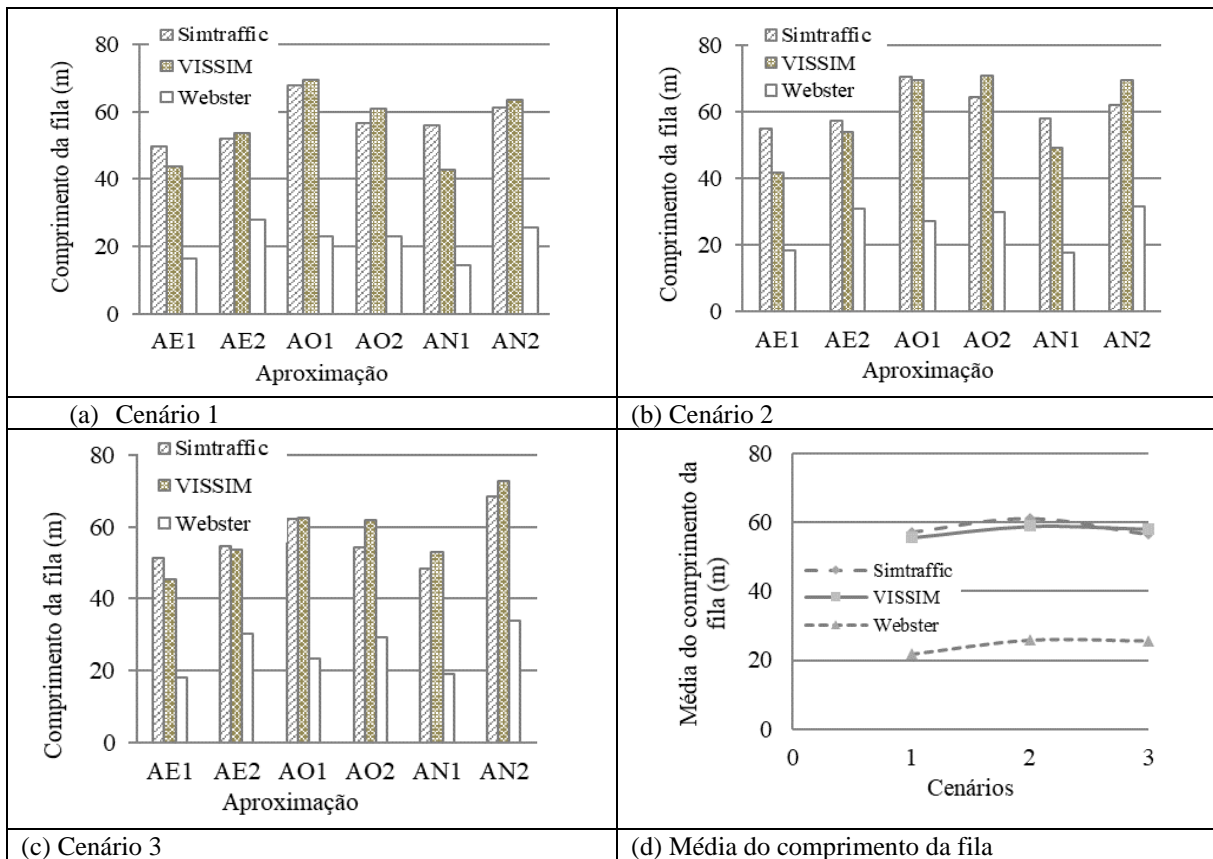 Comprimento da fila (m)
80
60
40
20
0
Simtraffic
VISSIM
Webster
AE1 AE2 AO1 AO2 AN1 AN2
Aproximação
(a) Cenário 1
Comprimento da fila (m)
80
60
40
20
0
Simtraffic
VISSIM
Webster
AE1 AE2 AO1 AO2 AN1 AN2
Aproximação
(b) Cenário 2
Comprimento da fila (m)
80
60
40
20
0
Simtraffic
VISSIM
Webster
AE1 AE2 AO1 AO2 AN1 AN2
Aproximação
(c) Cenário 3
Média do comrprimento da
fila (m)
80
60
40
20
0
Simtraffic
VISSIM
Webster
0 1 2 3
Cenários
(d) Média do comprimento da fila